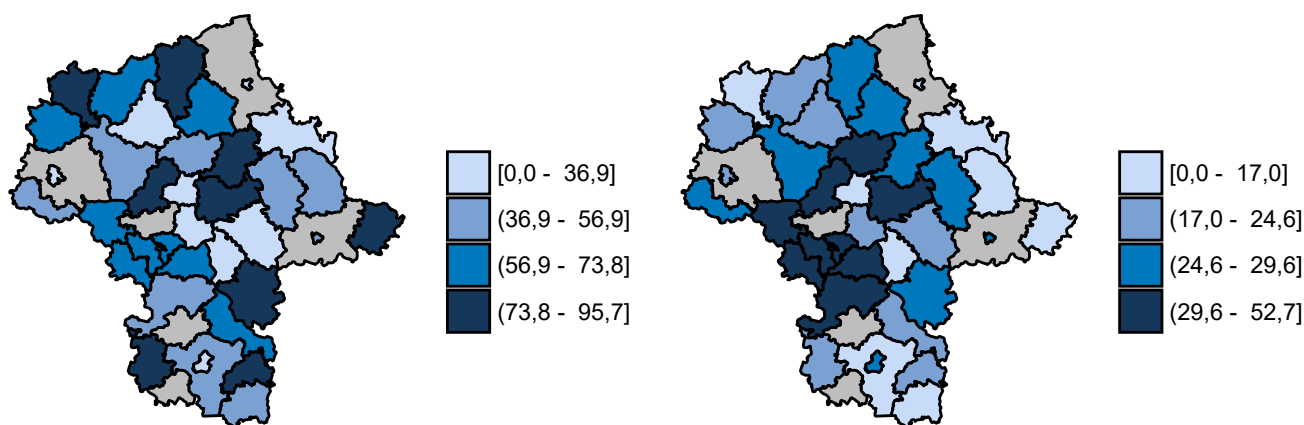 [0,0 - 36,9]
(36,9 - 56,9]
(56,9 - 73,8]
(73,8 - 95,7]
[0,0 - 17,0]
(17,0 - 24,6]
(24,6 - 29,6]
(29,6 - 52,7]